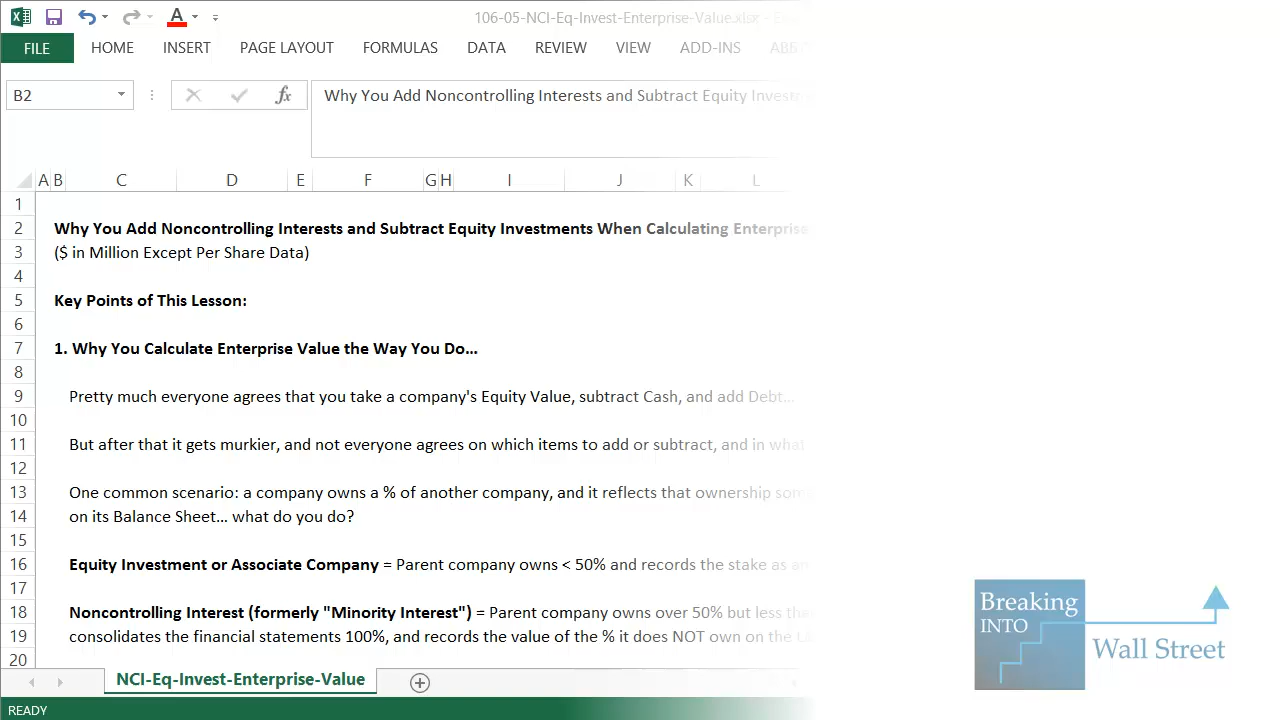 106-05-NCI-Eq-Invest-Enterprise-Value.xlsx -
FILE HOME INSERT PAGE LAYOUT FORMULAS DATA REVIEW VIEW ADD-INS
B2 fx Why You Add Noncontrolling Interests and Subtract Equity
A B C D E F G H I J K L
1
2 Why You Add Noncontrolling Interests and Subtract Equity Investments When Calculating Enterprise
3 ($ in Million Except Per Share Data)
4
5 Key Points of This Lesson:
6
7 1. Why You Calculate Enterprise Value the Way You Do...
8
9 Pretty much everyone agrees that you take a company's Equity Value, subtract Cash, and add Debt...
10
11 But after that it gets murkier, and not everyone agrees on which items to add or subtract, and in what
12
13 One common scenario: a company owns a % of another company, and it reflects that ownership
14 on its Balance Sheet... what do you do?
15
16 Equity Investment or Associate Company = Parent company owns < 50% and records the stake as
17
18 Noncontrolling Interest (formerly "Minority Interest") = Parent company owns over 50% but less
19 consolidates the financial statements 100%, and records the value of the % it does NOT own on the
20
NCI-Eq-Invest-Enterprise-Value
READY
Breaking
INTO
Wall Street